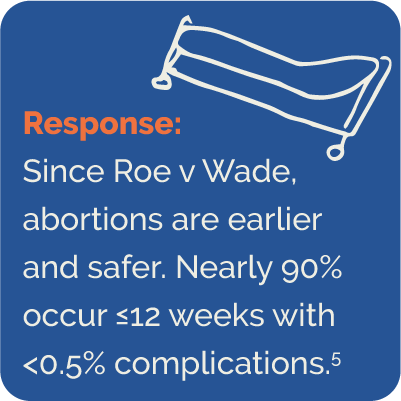 Response:
Since Roe v Wade,
abortions are earlier
and safer. Nearly 90%
occur ≤12 weeks with
<0.5% complications.⁵